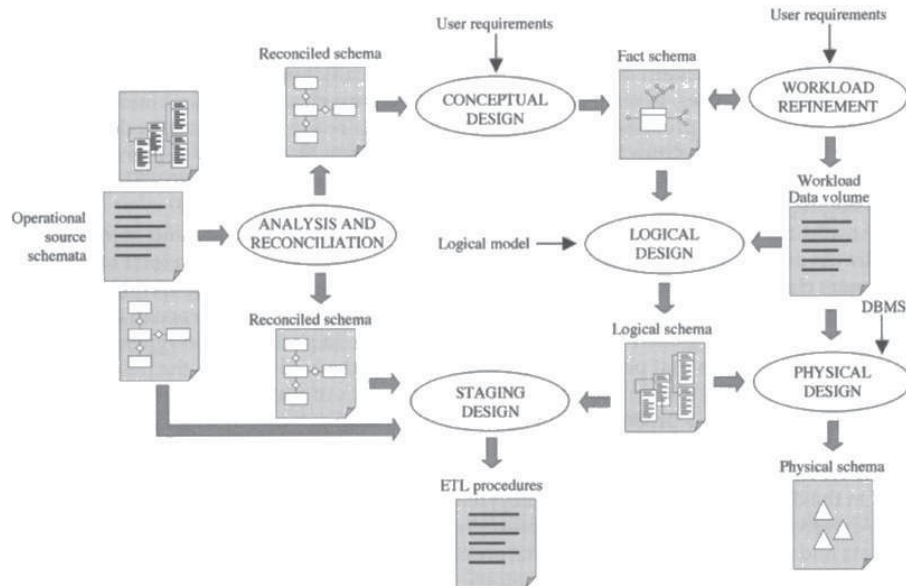 User requirements
User requirements
Reconciled schema
Fact schema
CONCEPTUAL
DESIGN
WORKLOAD
REFINEMENT
Operational
source
schemata
ANALYSIS AND
RECONCILIATION
Workload
Data volume
Logical model
LOGICAL
DESIGN
Reconciled schema
Logical schema
DBMS
STAGING
DESIGN
PHYSICAL
DESIGN
ETL procedures
Physical schema